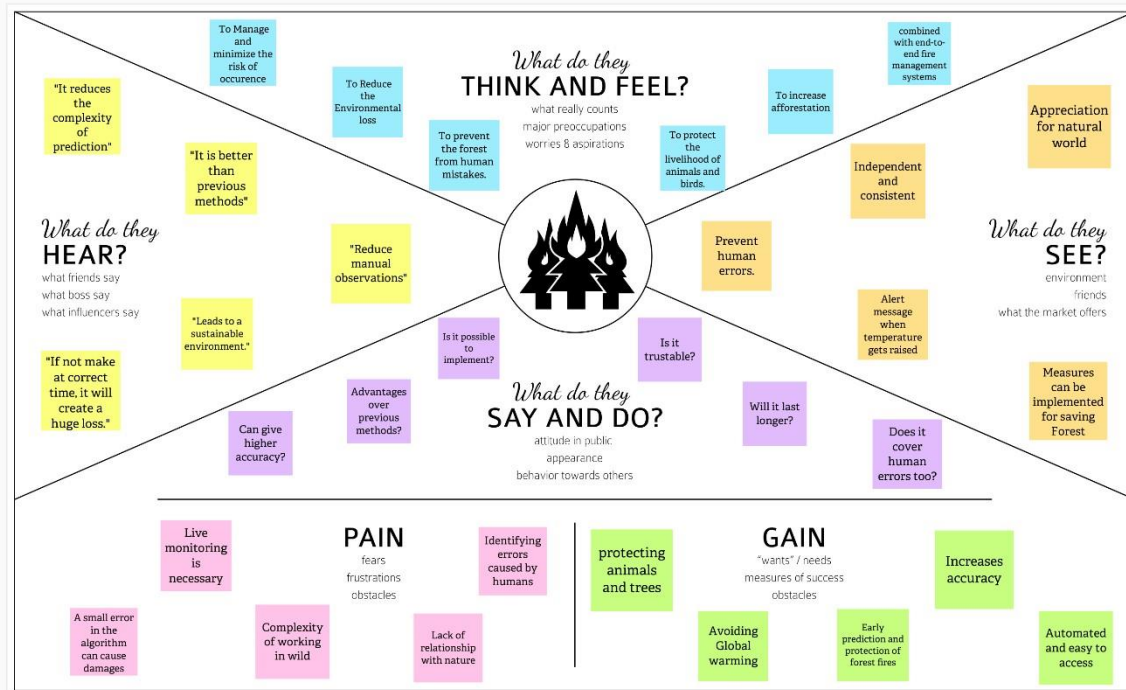 What do they
THINK AND FEEL?
what really counts
major preoccupations
worries & aspirations
To Manage
and
minimize the
risk of
occurence
To Reduce
the
Environmental
loss
To prevent
the forest
from human
mistakes.
To protect
the
livelihood of
animals and
birds.
To increase
afforestation
combined
with end-to-
end fire
management
systems
What do they
HEAR?
what friends say
what boss say
what influencers say
"It reduces
the
complexity
of
prediction"
"It is better
than
previous
methods"
"Reduce
manual
observations"
"Leads to a
sustainable
environment."
"If not make
at correct
time, it will
create a
huge loss."
What do they
SEE?
environment
friends
what the market offers
Appreciation
for natural
world
Independent
and
consistent
Prevent
human
errors.
Alert
message
when
temperature
gets raised
Measures
can be
implemented
for saving
Forest
What do they
SAY AND DO?
attitude in public
appearance
behavior towards others
Is it possible
to
implement?
Advantages
over
previous
methods?
Can give
higher
accuracy?
Is it
trustable?
Will it last
longer?
Does it
cover
human
errors too?
PAIN
fears
frustrations
obstacles
Live
monitoring
is
necessary
Identifying
errors
caused by
humans
A small error
in the
algorithm
can cause
damages
Complexity
of working
in wild
Lack of
relationship
with nature
GAIN
"wants" / needs
measures of success
obstacles
protecting
animals
and trees
Increases
accuracy
Avoiding
Global
warming
Early
prediction and
protection of
forest fires
Automated
and easy to
access